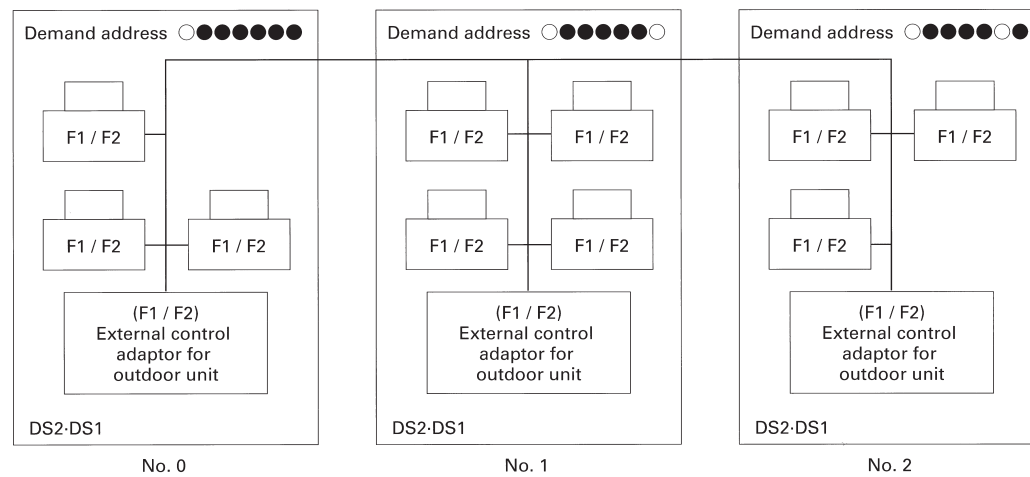 Demand address ○●●●●●●
F1 / F2
F1 / F2
F1 / F2
(F1 / F2)
External control
adaptor for
outdoor unit
DS2·DS1
No. 0
Demand address ○●●●●●○
F1 / F2
F1 / F2
F1 / F2
F1 / F2
(F1 / F2)
External control
adaptor for
outdoor unit
DS2·DS1
No. 1
Demand address ○●●●●○●
F1 / F2
F1 / F2
F1 / F2
(F1 / F2)
External control
adaptor for
outdoor unit
DS2·DS1
No. 2